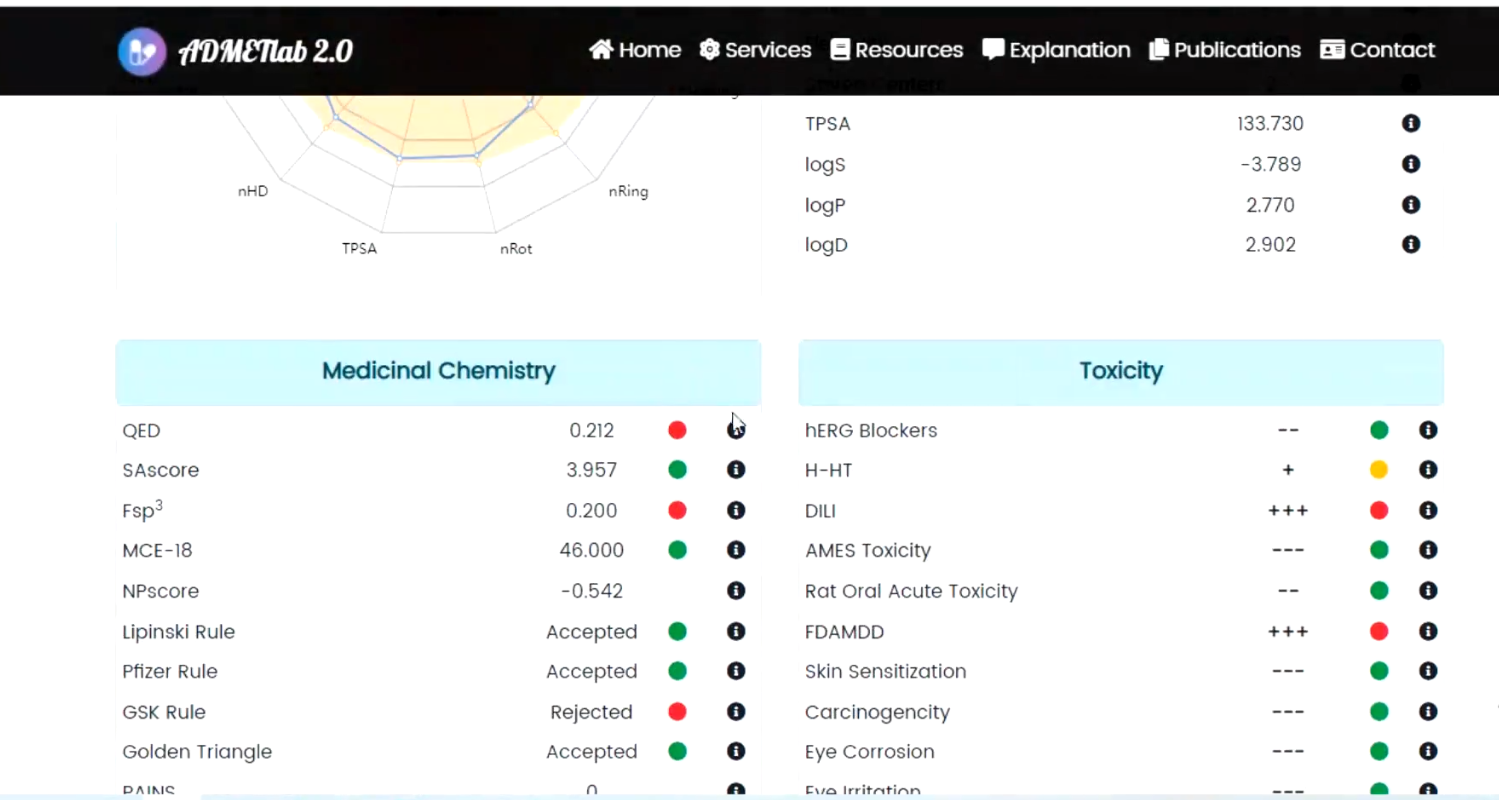 ADMETlab 2.0
Home Services Resources Explanation Publications Contact
nHD
nRing
TPSA
nRot
TPSA 133.730
logS -3.789
logP 2.770
logD 2.902
Medicinal Chemistry
QED 0.212
SAscore 3.957
Fsp3 0.200
MCE-18 46.000
NPscore -0.542
Lipinski Rule Accepted
Pfizer Rule Accepted
GSK Rule Rejected
Golden Triangle Accepted
PAINS 0
Toxicity
hERG Blockers --
H-HT +
DILI +++
AMES Toxicity ---
Rat Oral Acute Toxicity --
FDAMDD +++
Skin Sensitization ---
Carcinogencity ---
Eye Corrosion ---
Eye Irritation ---